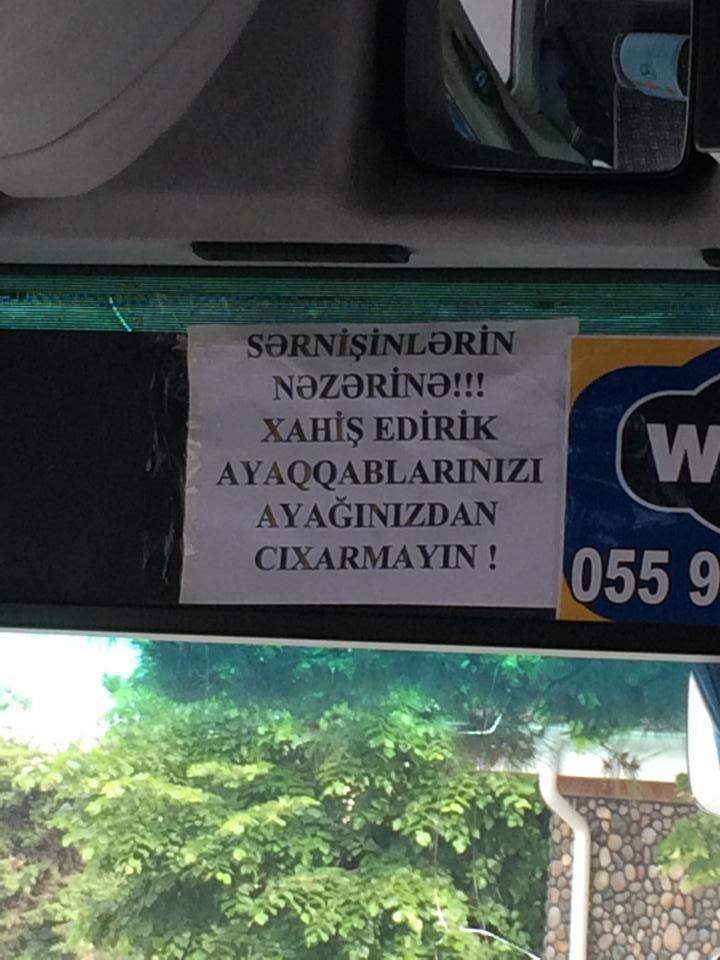 SƏRNİŞİNLƏRİN
NƏZƏRİNƏ!!!
XAHİŞ EDİRİK
AYAQQABLARINIZI
AYAĞINIZDAN
CIXARMAYIN !
W
055 9